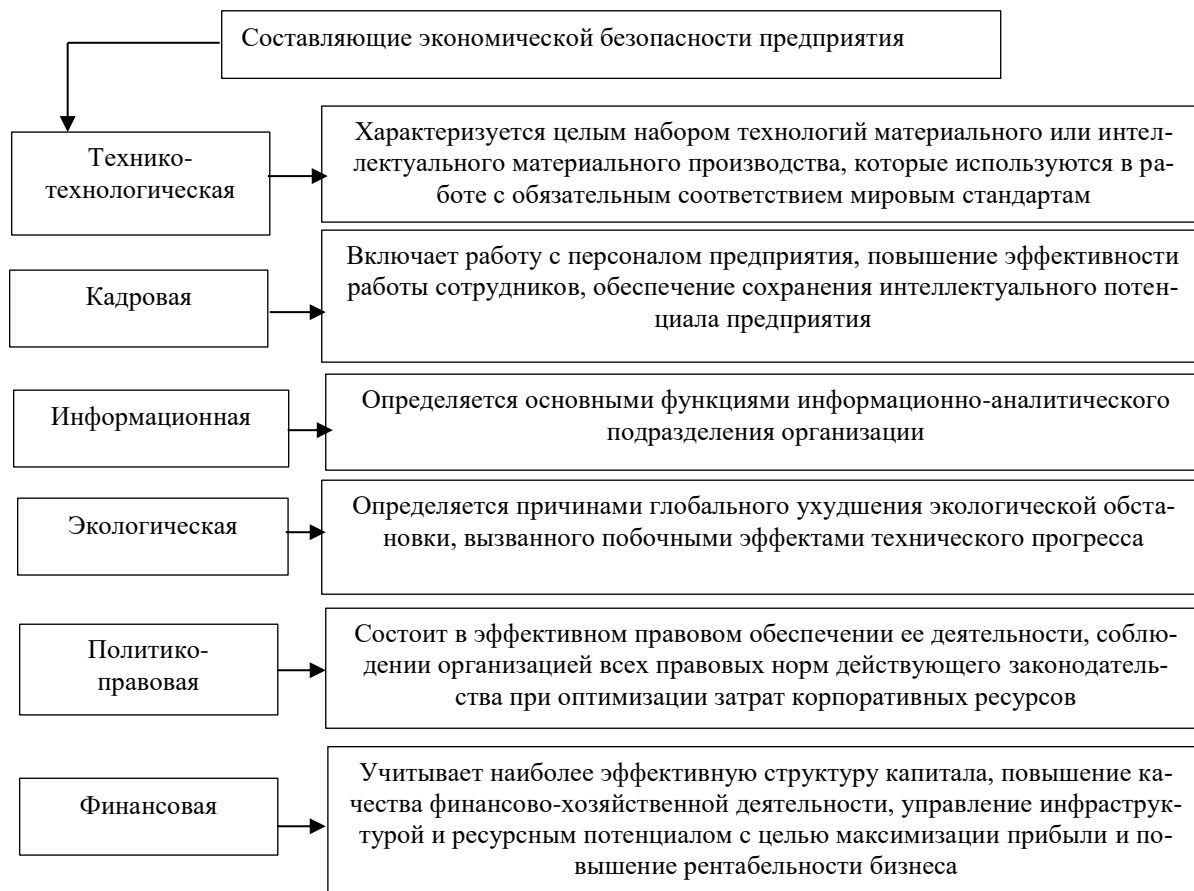 Составляющие экономической безопасности предприятия
Технико-
технологическая
Характеризуется целым набором технологий материального или интел-
лектуального материального производства, которые используются в ра-
боте с обязательным соответствием мировым стандартам
Кадровая
Включает работу с персоналом предприятия, повышение эффективности
работы сотрудников, обеспечение сохранения интеллектуального потен-
циала предприятия
Информационная
Определяется основными функциями информационно-аналитического
подразделения организации
Экологическая
Определяется причинами глобального ухудшения экологической обста-
новки, вызванного побочными эффектами технического прогресса
Политико-
правовая
Состоит в эффективном правовом обеспечении ее деятельности, соблю-
дении организацией всех правовых норм действующего законодатель-
ства при оптимизации затрат корпоративных ресурсов
Финансовая
Учитывает наиболее эффективную структуру капитала, повышение ка-
чества финансово-хозяйственной деятельности, управление инфраструк-
турой и ресурсным потенциалом с целью максимизации прибыли и по-
вышение рентабельности бизнеса